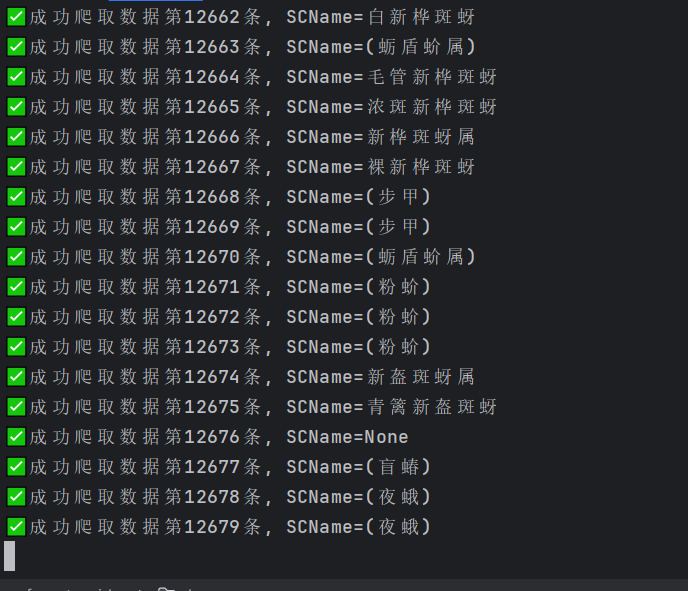 ✅成功爬取数据第12662条, SCName=白新桦斑蚜
✅成功爬取数据第12663条, SCName=(蛎盾蚧属)
✅成功爬取数据第12664条, SCName=毛管新桦斑蚜
✅成功爬取数据第12665条, SCName=浓斑新桦斑蚜
✅成功爬取数据第12666条, SCName=新桦斑蚜属
✅成功爬取数据第12667条, SCName=裸新桦斑蚜
✅成功爬取数据第12668条, SCName=(步甲)
✅成功爬取数据第12669条, SCName=(步甲)
✅成功爬取数据第12670条, SCName=(蛎盾蚧属)
✅成功爬取数据第12671条, SCName=(粉蚧)
✅成功爬取数据第12672条, SCName=(粉蚧)
✅成功爬取数据第12673条, SCName=(粉蚧)
✅成功爬取数据第12674条, SCName=新盔斑蚜属
✅成功爬取数据第12675条, SCName=青篱新盔斑蚜
✅成功爬取数据第12676条, SCName=None
✅成功爬取数据第12677条, SCName=(盲蝽)
✅成功爬取数据第12678条, SCName=(夜蛾)
✅成功爬取数据第12679条, SCName=(夜蛾)